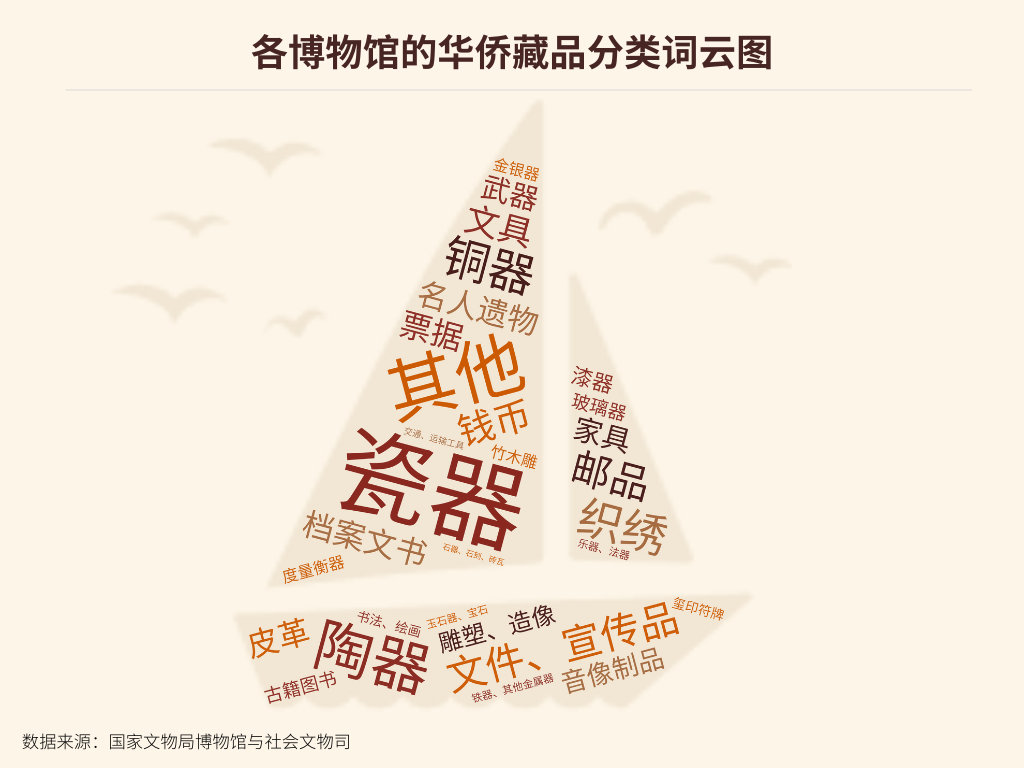 各博物馆的华侨藏品分类词云图
金银器
武器
文具
铜器
名人遗物
票据
其他
钱币
交通、运输工具
竹木雕
瓷器
档案文书
石器、石刻、砖瓦
度量衡器
漆器
玻璃器
家具
邮品
织绣
乐器、法器
皮革
书法、绘画
陶器
古籍图书
玉石器、宝石
雕塑、造像
文件、宣传品
铁器、其他金属器
音像制品
玺印符牌
数据来源：国家文物局博物馆与社会文物司